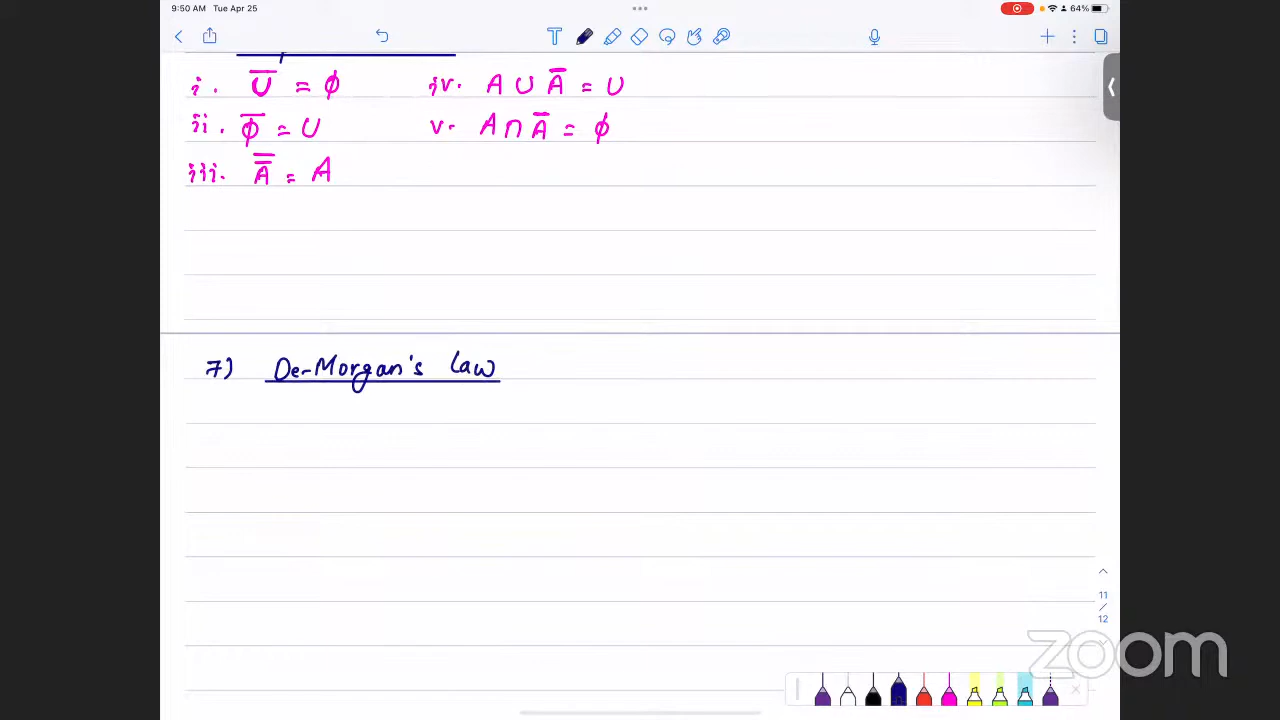 9:50 AM Tue Apr 25
64%
i. U̅ = ϕ
iv. A ∪ A̅ = U
ii. ϕ̅ = U
v. A ∩ A̅ = ϕ
iii. A̿ = A
7) De-Morgan's Law
11
/
12
zoom